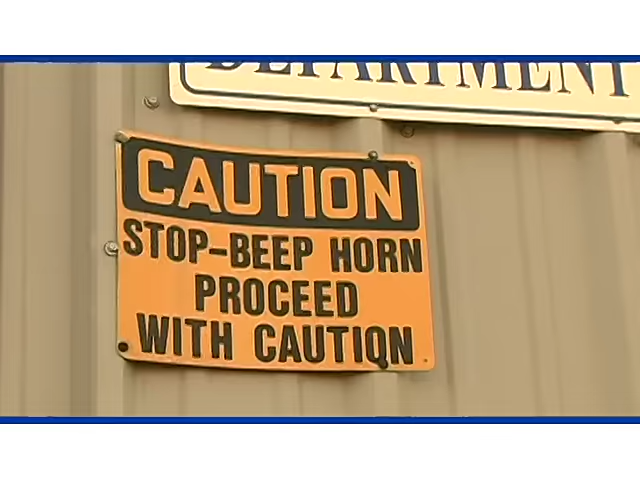 DEPARTMENT
CAUTION
STOP-BEEP HORN
PROCEED
WITH CAUTION